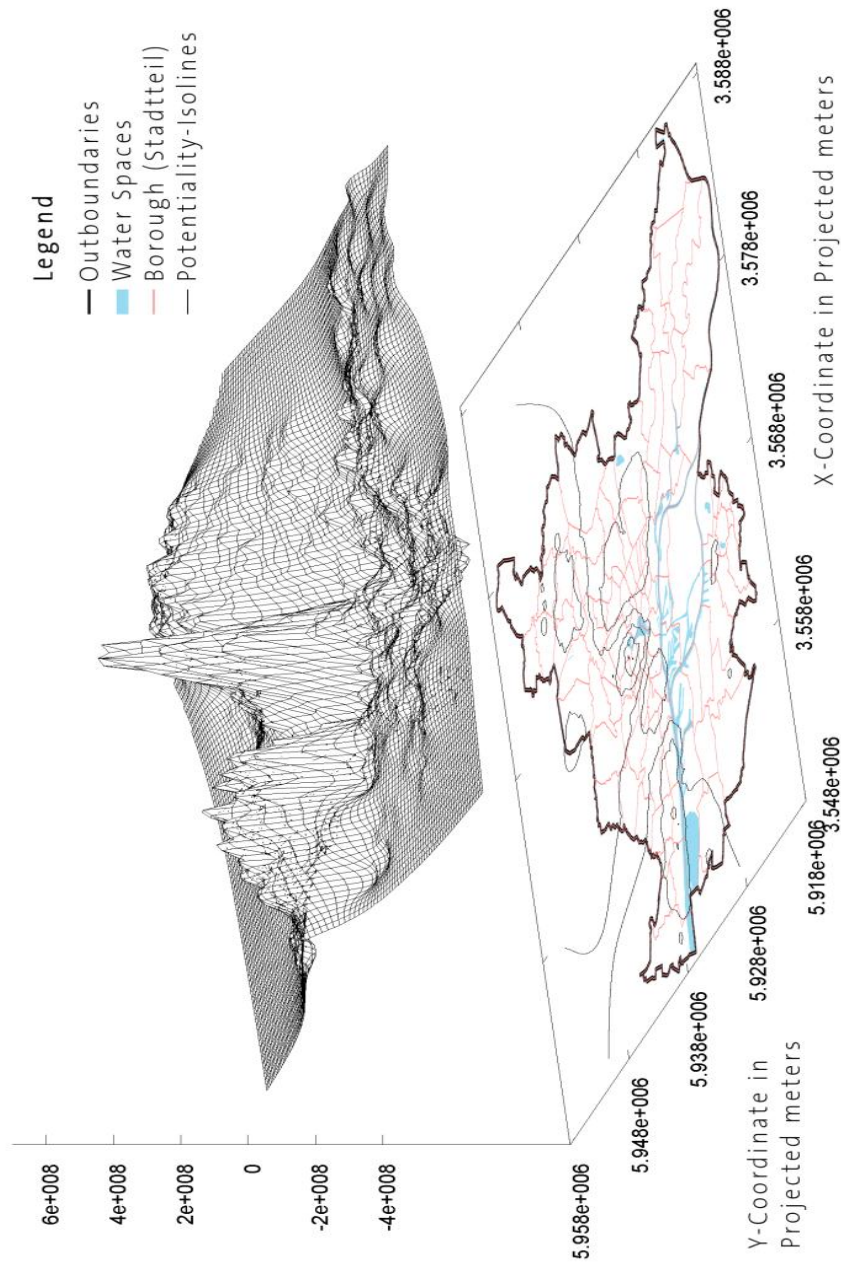 Legend
Outboundaries
Water Spaces
Borough (Stadtteil)
Potentiality-Isolines
6e+008
4e+008
2e+008
0
-2e+008
-4e+008
5.958e+006
5.948e+006
5.938e+006
5.928e+006
5.918e+006
3.548e+006
3.558e+006
3.568e+006
3.578e+006
3.588e+006
Y-Coordinate in
Projected meters
X-Coordinate in Projected meters